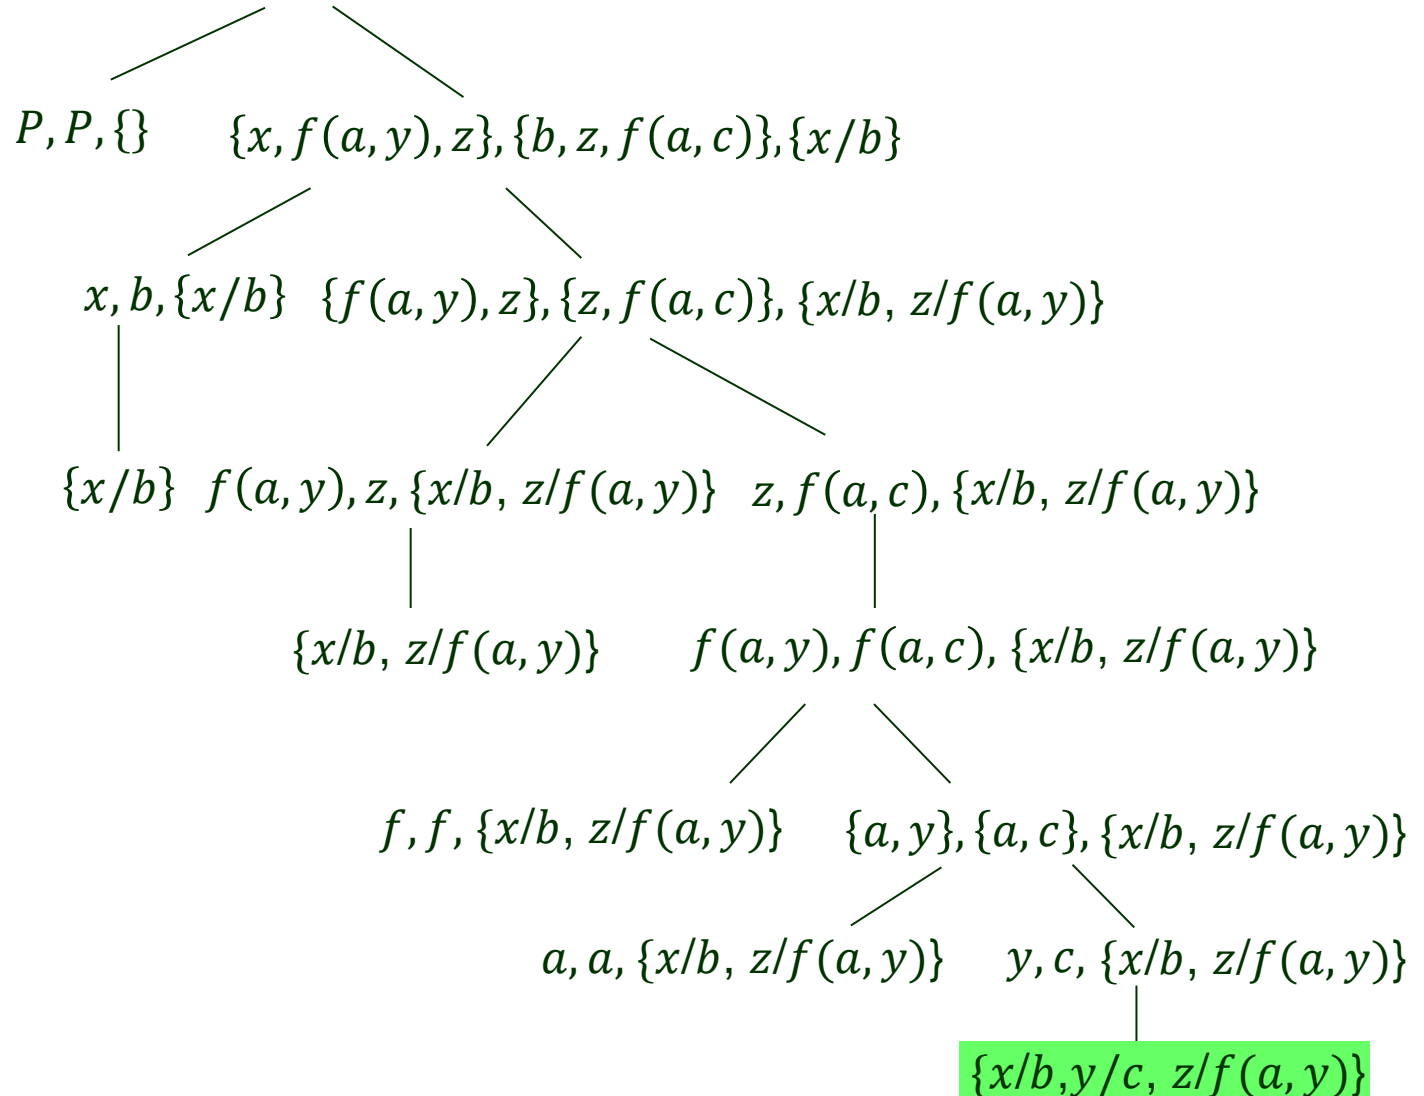 P, P, {} {x, f(a, y), z}, {b, z, f(a, c)}, {x/b}
x, b, {x/b} {f(a, y), z}, {z, f(a, c)}, {x/b, z/f(a, y)}
{x/b} f(a, y), z, {x/b, z/f(a, y)} z, f(a, c), {x/b, z/f(a, y)}
{x/b, z/f(a, y)} f(a, y), f(a, c), {x/b, z/f(a, y)}
f, f, {x/b, z/f(a, y)} {a, y}, {a, c}, {x/b, z/f(a, y)}
a, a, {x/b, z/f(a, y)} y, c, {x/b, z/f(a, y)}
{x/b,y/c, z/f(a, y)}